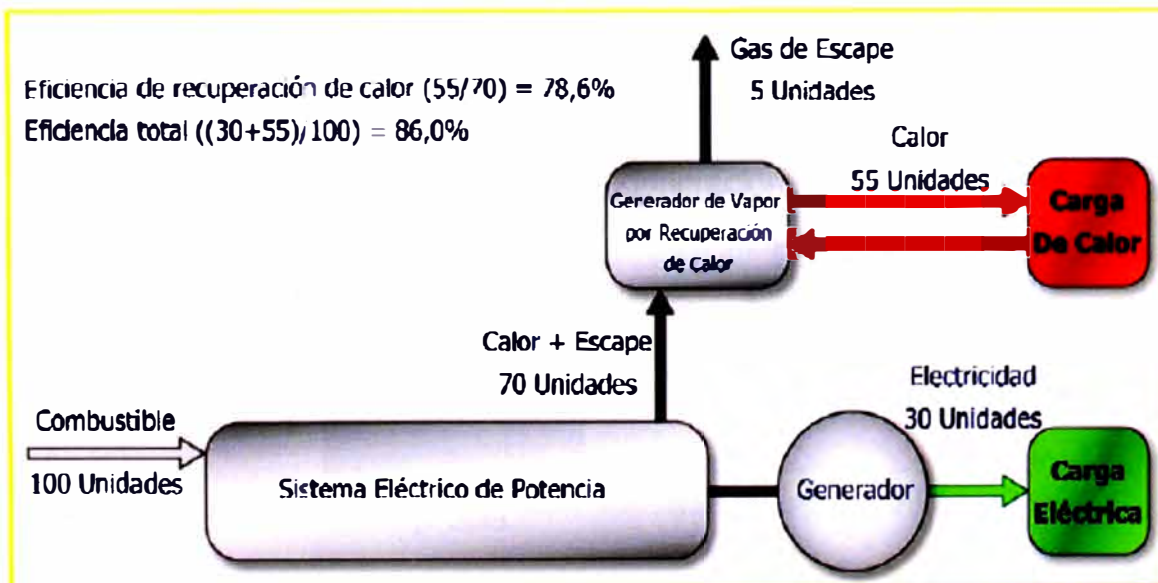 Eficiencia de recuperación de calor (55/70) = 78,6%
Eficiencia total ((30+55)/100) = 86,0%
Gas de Escape
5 Unidades
Calor
55 Unidades
Generador de Vapor
por Recuperación
de Calor
Carga
De Calor
Calor + Escape
70 Unidades
Combustible
100 Unidades
Sistema Eléctrico de Potencia
Generador
Electricidad
30 Unidades
Carga
Eléctrica